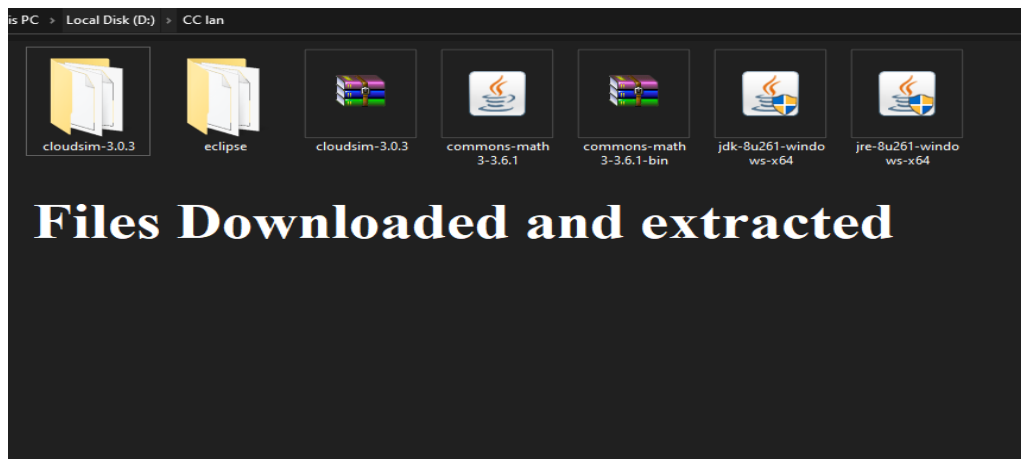 is PC > Local Disk (D:) > CC lan
cloudsim-3.0.3
eclipse
cloudsim-3.0.3
commons-math
3-3.6.1
commons-math
3-3.6.1-bin
jdk-8u261-windo
ws-x64
jre-8u261-windo
ws-x64
Files Downloaded and extracted